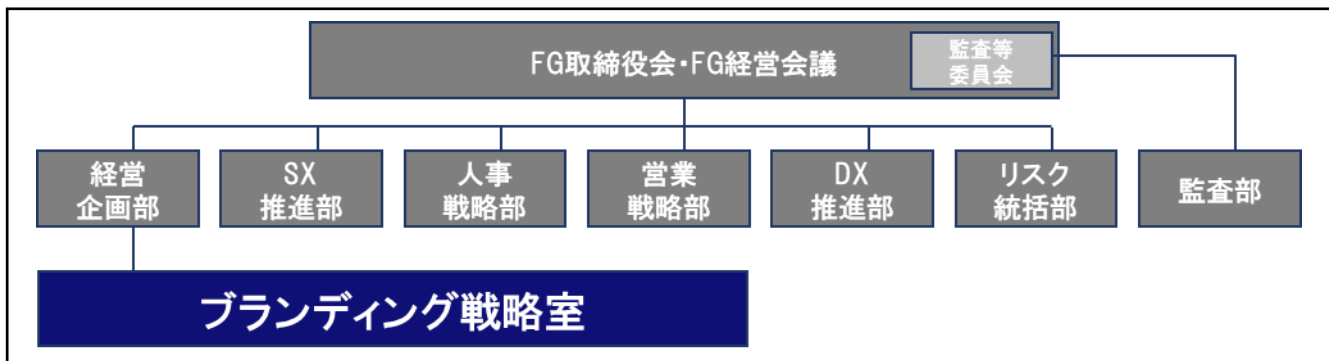 FG取締役会・FG経営会議
監査等
委員会
経営
企画部
SX
推進部
人事
戦略部
営業
戦略部
DX
推進部
リスク
統括部
監査部
ブランディング戦略室